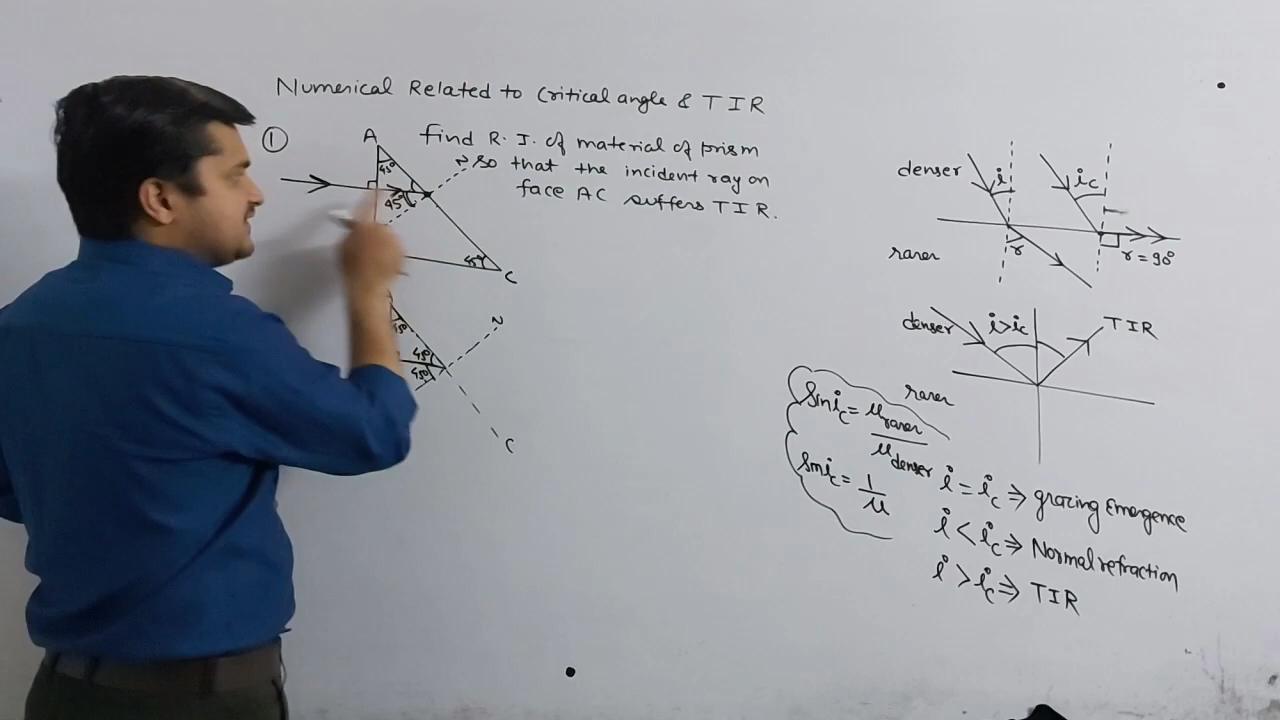 Numerical Related to Critical angle & TIR
① find R. I. of material of prism
so that the incident ray on
face AC suffers TIR.
A
45°
N
45°
45°
C
45°
45°
45°
N
C
denser
i
ic
rarer
r
r = 90°
denser
i>ic
TIR
rarer
Sin ic = μrarer / μdenser
Sin ic = 1/μ
i = ic ⇒ grazing Emergence
i < ic ⇒ Normal refraction
i > ic ⇒ TIR